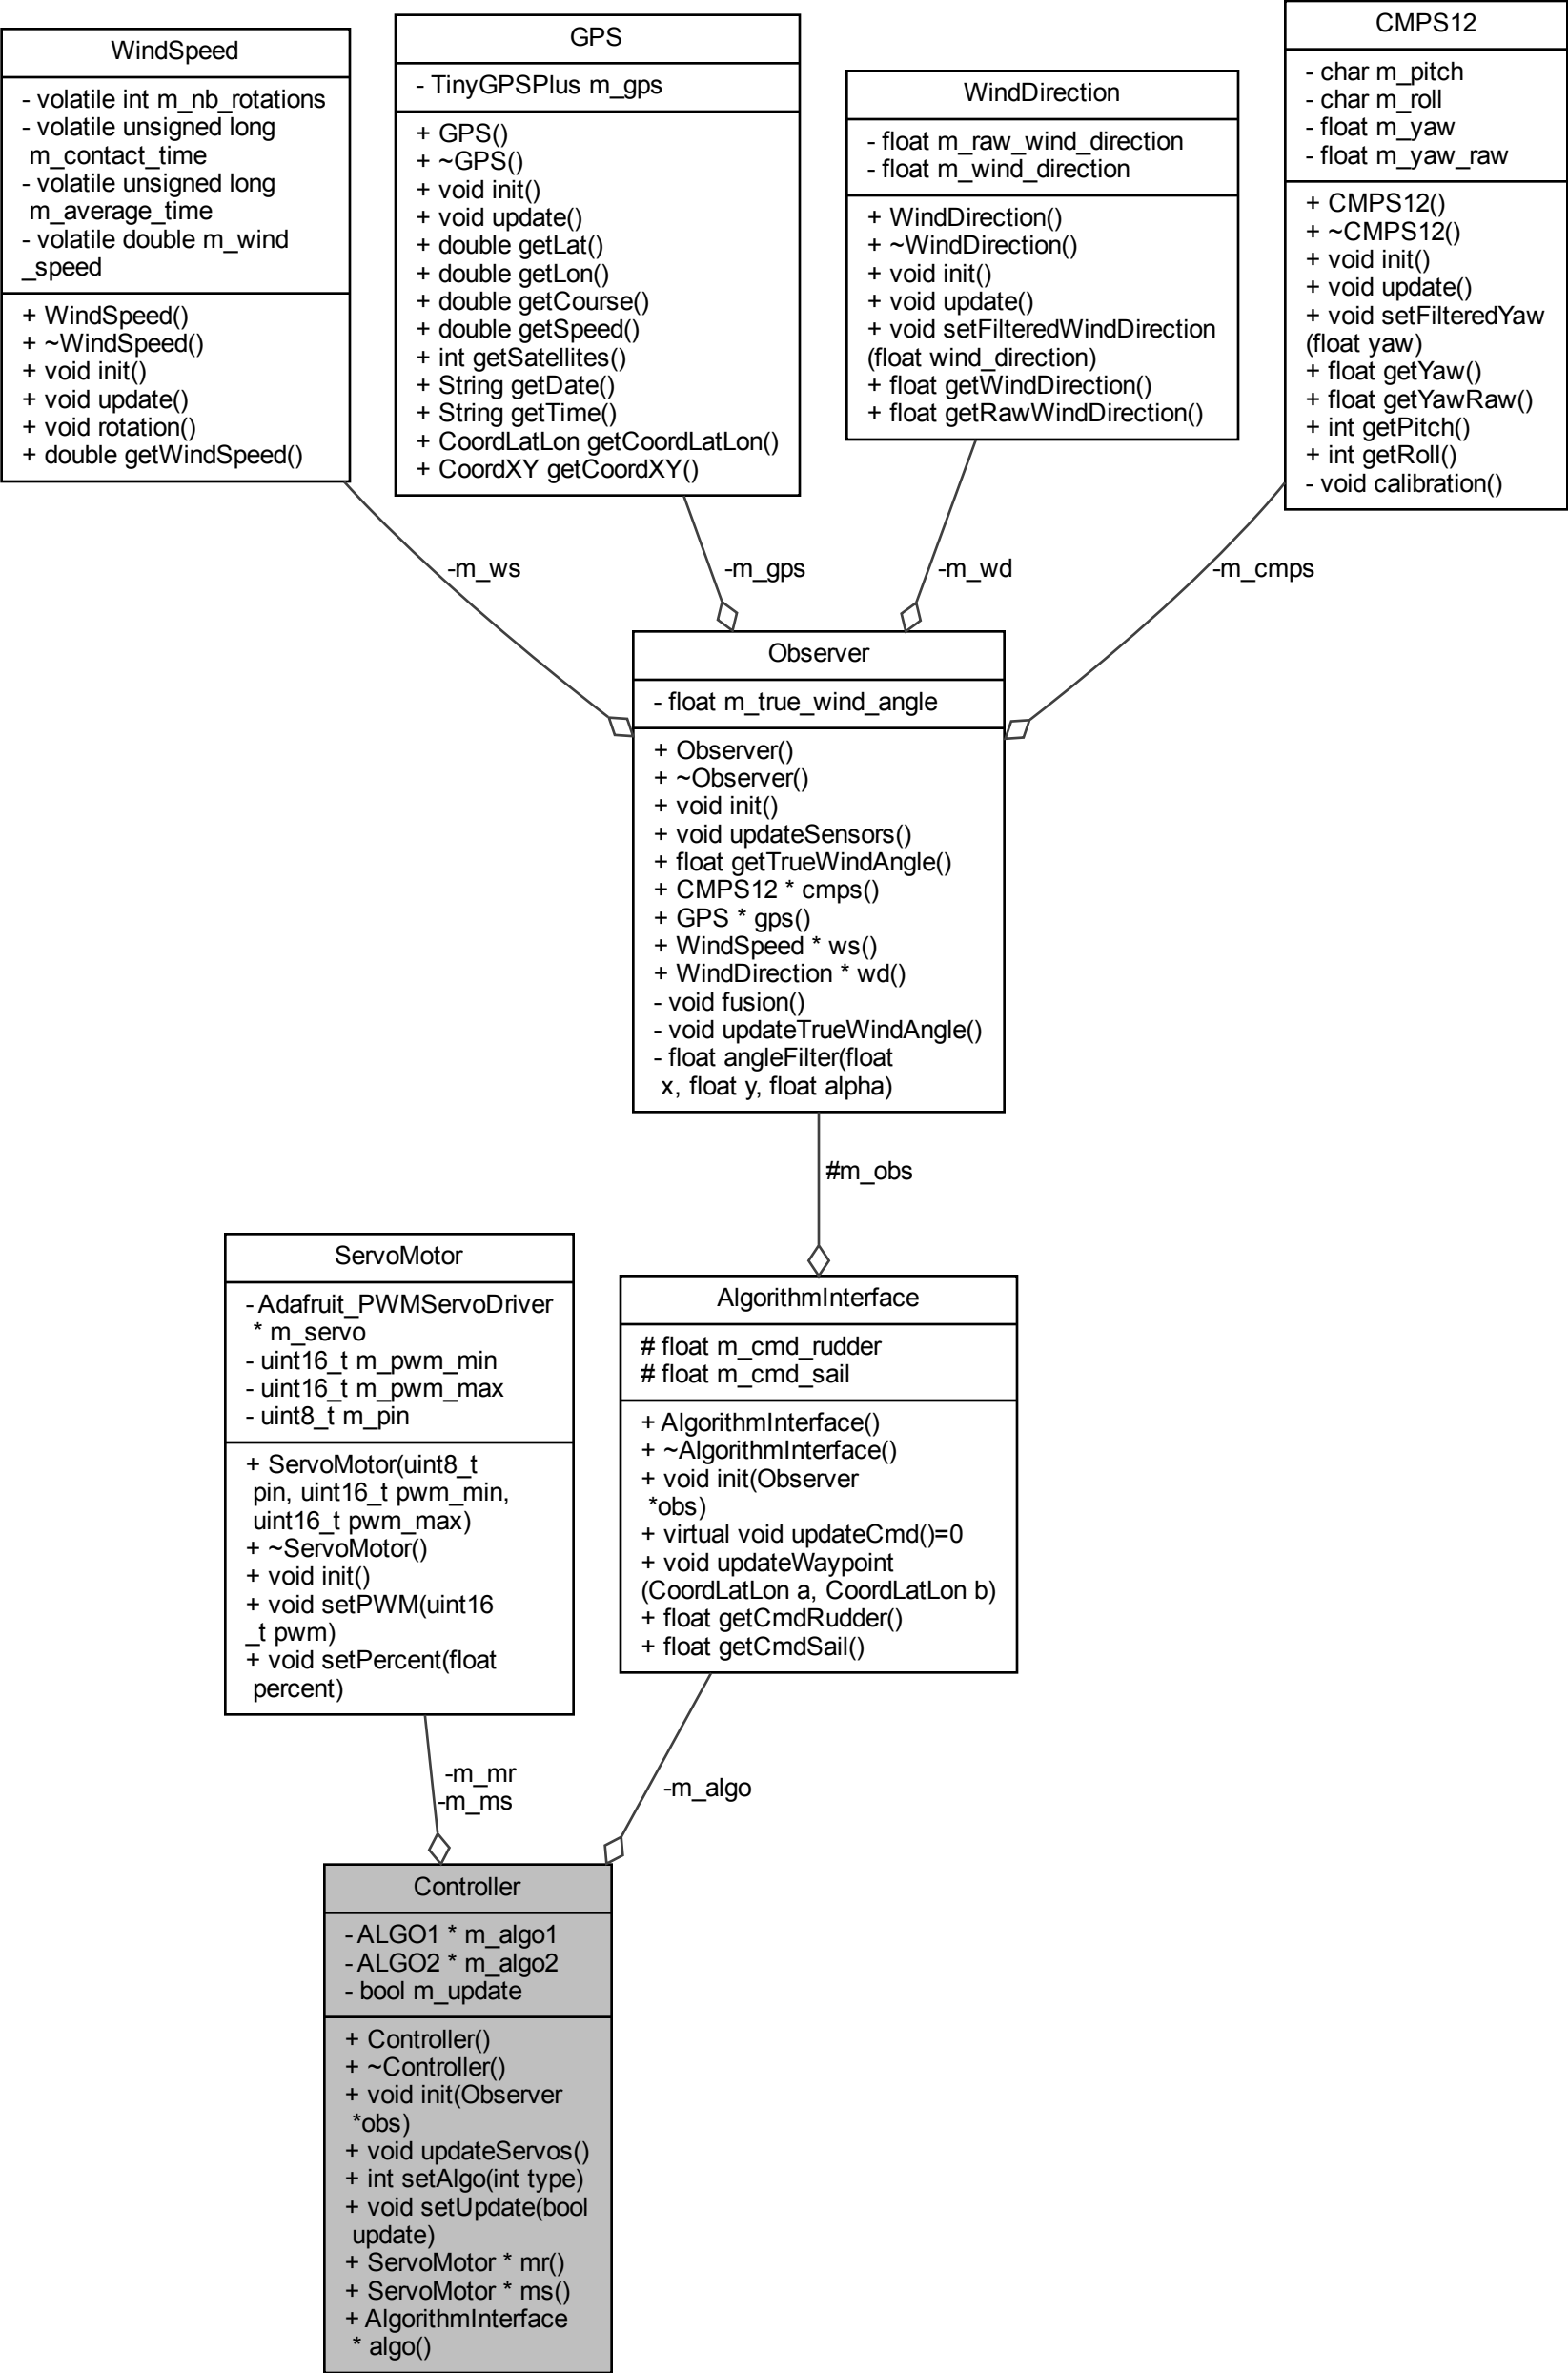 WindSpeed
- volatile int m_nb_rotations
- volatile unsigned long
m_contact_time
- volatile unsigned long
m_average_time
- volatile double m_wind
_speed
+ WindSpeed()
+ ~WindSpeed()
+ void init()
+ void update()
+ void rotation()
+ double getWindSpeed()
GPS
- TinyGPSPlus m_gps
+ GPS()
+ ~GPS()
+ void init()
+ void update()
+ double getLat()
+ double getLon()
+ double getCourse()
+ double getSpeed()
+ int getSatellites()
+ String getDate()
+ String getTime()
+ CoordLatLon getCoordLatLon()
+ CoordXY getCoordXY()
WindDirection
- float m_raw_wind_direction
- float m_wind_direction
+ WindDirection()
+ ~WindDirection()
+ void init()
+ void update()
+ void setFilteredWindDirection
(float wind_direction)
+ float getWindDirection()
+ float getRawWindDirection()
CMPS12
- char m_pitch
- char m_roll
- float m_yaw
- float m_yaw_raw
+ CMPS12()
+ ~CMPS12()
+ void init()
+ void update()
+ void setFilteredYaw
(float yaw)
+ float getYaw()
+ float getYawRaw()
+ int getPitch()
+ int getRoll()
- void calibration()
-m_ws
-m_gps
-m_wd
-m_cmps
Observer
- float m_true_wind_angle
+ Observer()
+ ~Observer()
+ void init()
+ void updateSensors()
+ float getTrueWindAngle()
+ CMPS12 * cmps()
+ GPS * gps()
+ WindSpeed * ws()
+ WindDirection * wd()
- void fusion()
- void updateTrueWindAngle()
- float angleFilter(float
x, float y, float alpha)
#m_obs
ServoMotor
- Adafruit_PWMServoDriver
* m_servo
- uint16_t m_pwm_min
- uint16_t m_pwm_max
- uint8_t m_pin
+ ServoMotor(uint8_t
pin, uint16_t pwm_min,
uint16_t pwm_max)
+ ~ServoMotor()
+ void init()
+ void setPWM(uint16
_t pwm)
+ void setPercent(float
percent)
AlgorithmInterface
# float m_cmd_rudder
# float m_cmd_sail
+ AlgorithmInterface()
+ ~AlgorithmInterface()
+ void init(Observer
*obs)
+ virtual void updateCmd()=0
+ void updateWaypoint
(CoordLatLon a, CoordLatLon b)
+ float getCmdRudder()
+ float getCmdSail()
-m_mr
-m_ms
-m_algo
Controller
- ALGO1 * m_algo1
- ALGO2 * m_algo2
- bool m_update
+ Controller()
+ ~Controller()
+ void init(Observer
*obs)
+ void updateServos()
+ int setAlgo(int type)
+ void setUpdate(bool
update)
+ ServoMotor * mr()
+ ServoMotor * ms()
+ AlgorithmInterface
* algo()